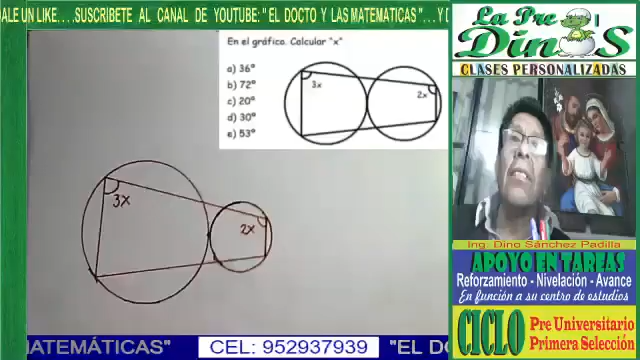 DALE UN LIKE....SUSCRIBETE AL CANAL DE YOUTUBE: " EL DOCTO Y LAS MATEMATICAS"...Y D
La Pre
DinoS
CLASES PERSONALIZADAS
En el gráfico. Calcular "x"
a) 36°
b) 72°
c) 20°
d) 30°
e) 53°
3x
2x
3x
2x
Ing. Dino Sánchez Padilla
APOYO EN TAREAS
Reforzamiento - Nivelación - Avance
En función a su centro de estudios
CICLO
Pre Universitario
Primera Selección
MATEMÁTICAS"
CEL: 952937939
"EL DO